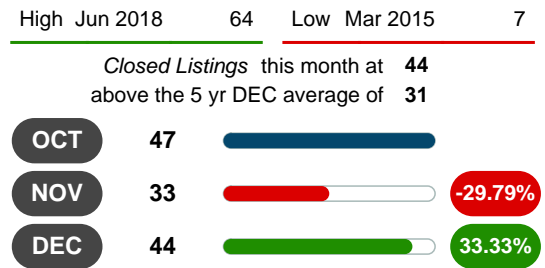 High Jun 2018 64 Low Mar 2015 7
Closed Listings this month at 44
above the 5 yr DEC average of 31
OCT 47
NOV 33 -29.79%
DEC 44 33.33%